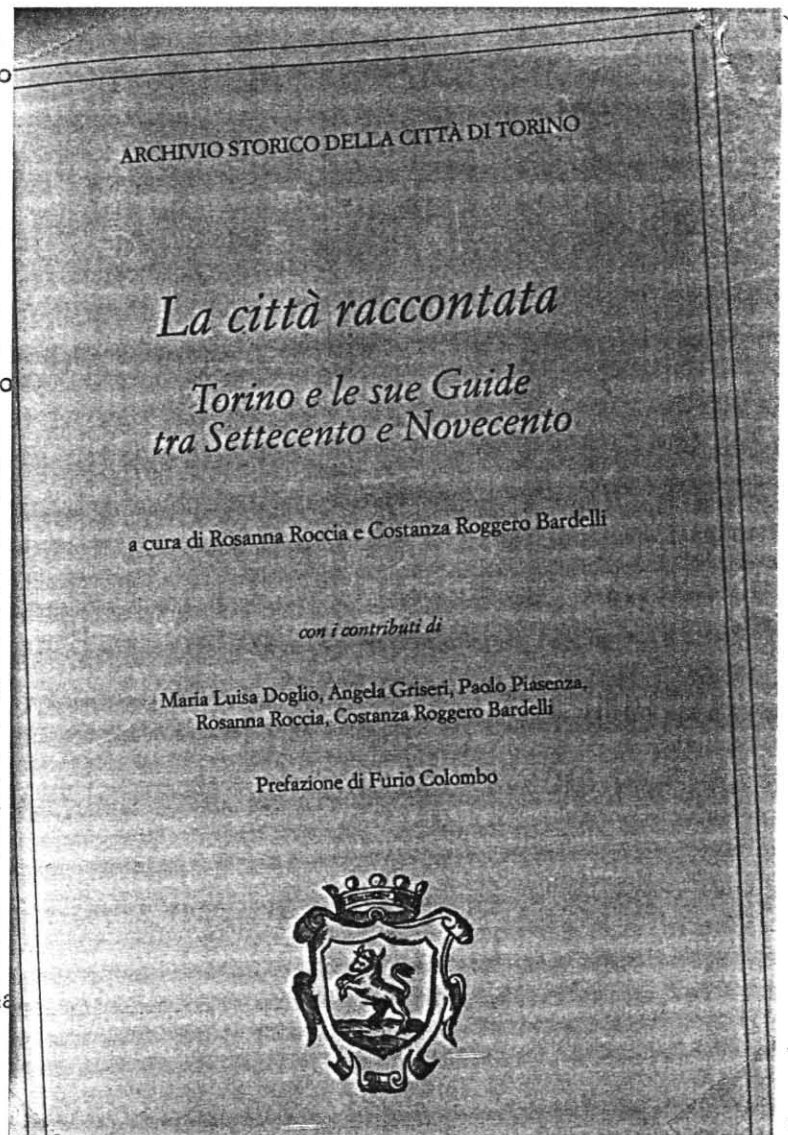 ARCHIVIO STORICO DELLA CITTÀ DI TORINO
La città raccontata
Torino e le sue Guide
tra Settecento e Novecento
a cura di Rosanna Roccia e Costanza Roggero Bardelli
con i contributi di
Maria Luisa Doglio, Angela Griseri, Paolo Piasenza,
Rosanna Roccia, Costanza Roggero Bardelli
Prefazione di Furio Colombo